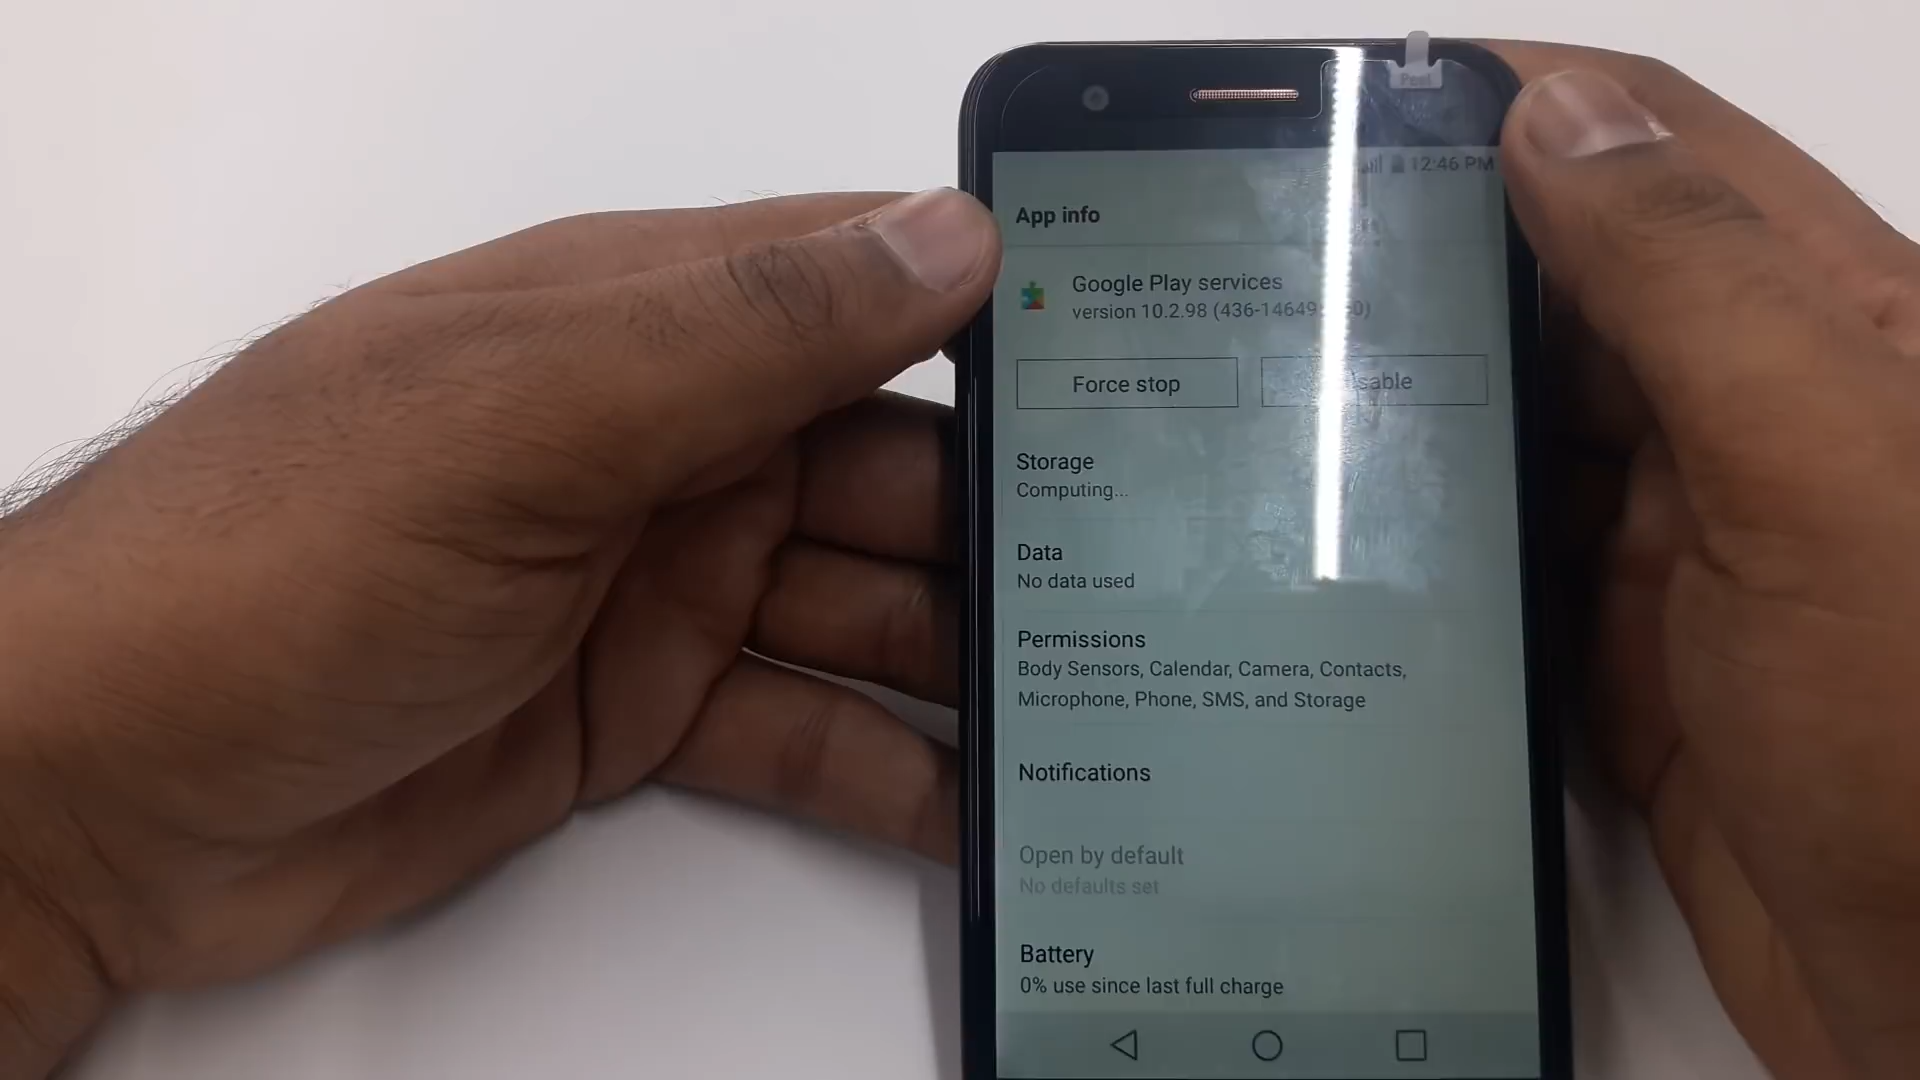 Peel
12:46 PM
App info
Google Play services
version 10.2.98
Force stop
Storage
Computing...
Data
No data used
Permissions
Body Sensors, Calendar, Camera, Contacts,
Microphone, Phone, SMS, and Storage
Notifications
Open by default
No defaults set
Battery
0% use since last full charge